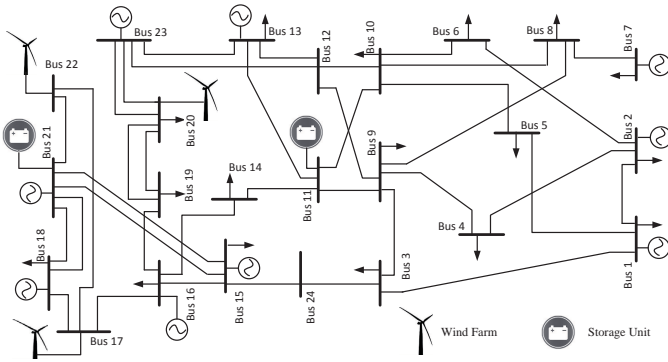 Bus 23
Bus 13
Bus 12
Bus 10
Bus 6
Bus 8
Bus 7
Bus 22
Bus 21
Bus 20
Bus 14
Bus 9
Bus 5
Bus 2
Bus 19
Bus 11
Bus 4
Bus 18
Bus 16
Bus 15
Bus 24
Bus 3
Bus 1
Bus 17
Wind Farm
Storage Unit